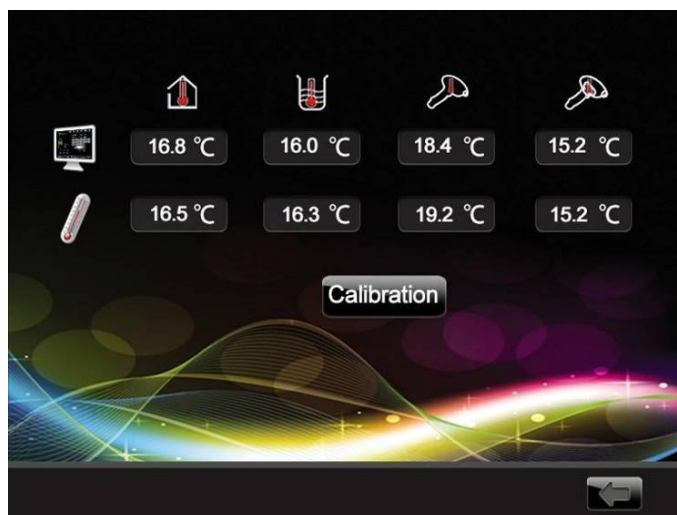 16.8 ℃ 16.0 ℃ 18.4 ℃ 15.2 ℃
16.5 ℃ 16.3 ℃ 19.2 ℃ 15.2 ℃
Calibration